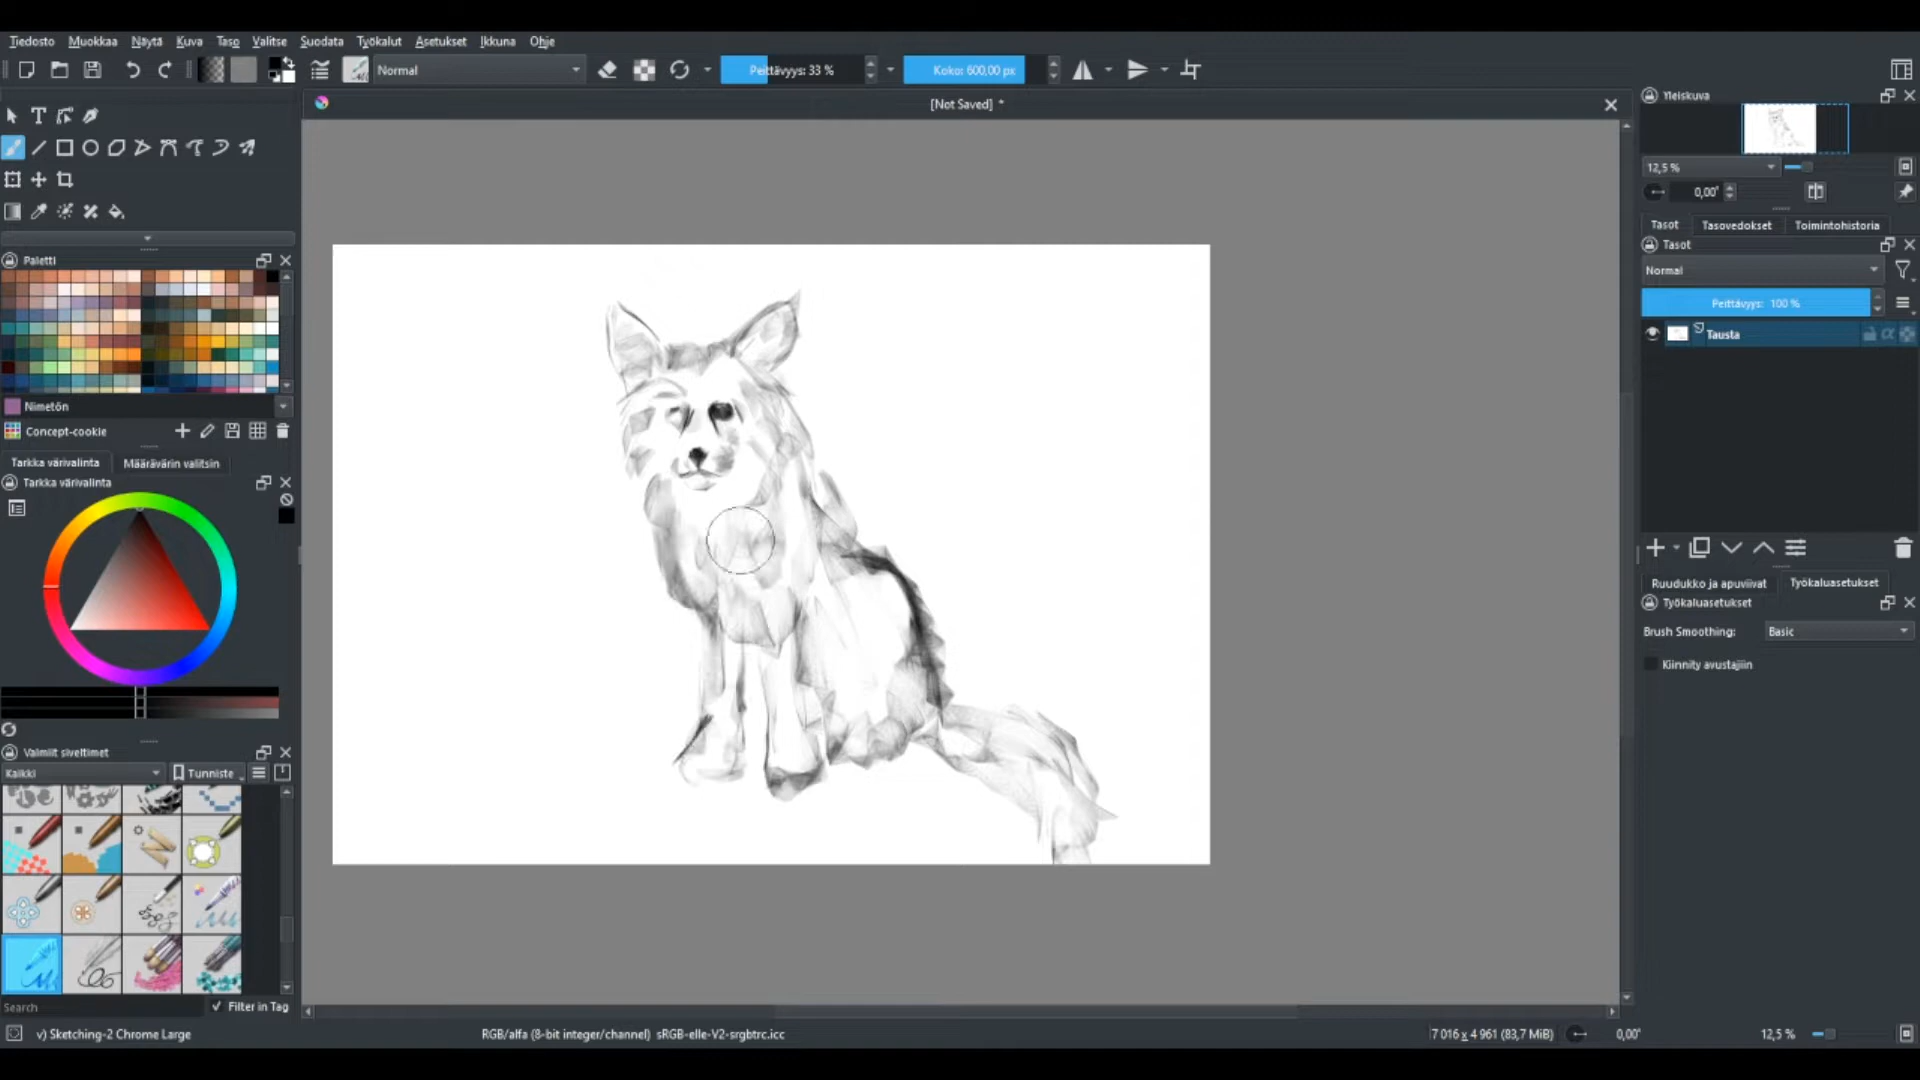 Tiedosto Muokkaa Näytä Kuva Taso Valitse Suodata Työkalut Asetukset Ikkuna Ohje
Normal Peittävyys: 33 % Koko: 600,00 px
[Not Saved] *
Yleiskuva
12,5 %
0,00°
Tasot Tasovedokset Toimintohistoria
Tasot
Normal
Peittävyys: 100 %
Tausta
Ruudukko ja apuviivat Työkaluasetukset
Työkaluasetukset
Brush Smoothing: Basic
Kiinnity avustajiin
Paletti
Nimetön
Concept-cookie
Tarkka värivalinta Määrävärin valitsin
Tarkka värivalinta
Valmiit siveltimet
Kaikki Tunniste
Search Filter in Tag
v) Sketching-2 Chrome Large RGB/alfa (8-bit integer/channel) sRGB-elle-V2-srgbtrc.icc 7 016 x 4 961 (83,7 MiB) 0,00° 12,5 %